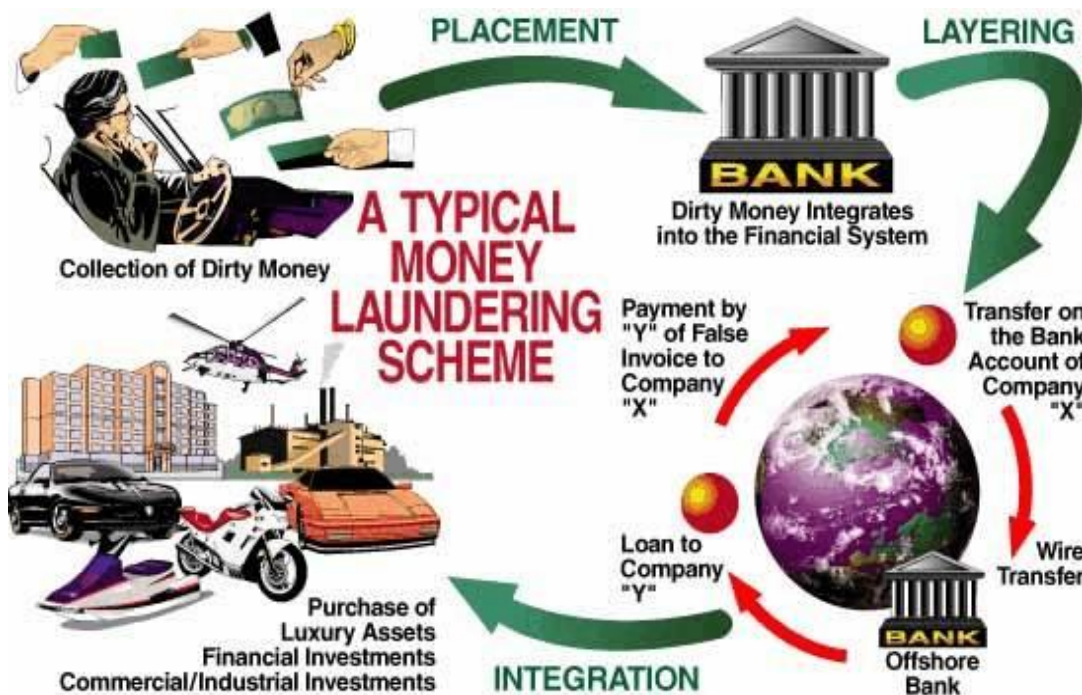 PLACEMENT
LAYERING
BANK
Dirty Money Integrates
into the Financial System
Collection of Dirty Money
A TYPICAL
MONEY
LAUNDERING
SCHEME
Payment by
"Y" of False
Invoice to
Company
"X"
Transfer on
the Bank
Account of
Company
"X"
Loan to
Company
"Y"
Wire
Transfer
BANK
Offshore
Bank
Purchase of
Luxury Assets
Financial Investments
Commercial/Industrial Investments
INTEGRATION